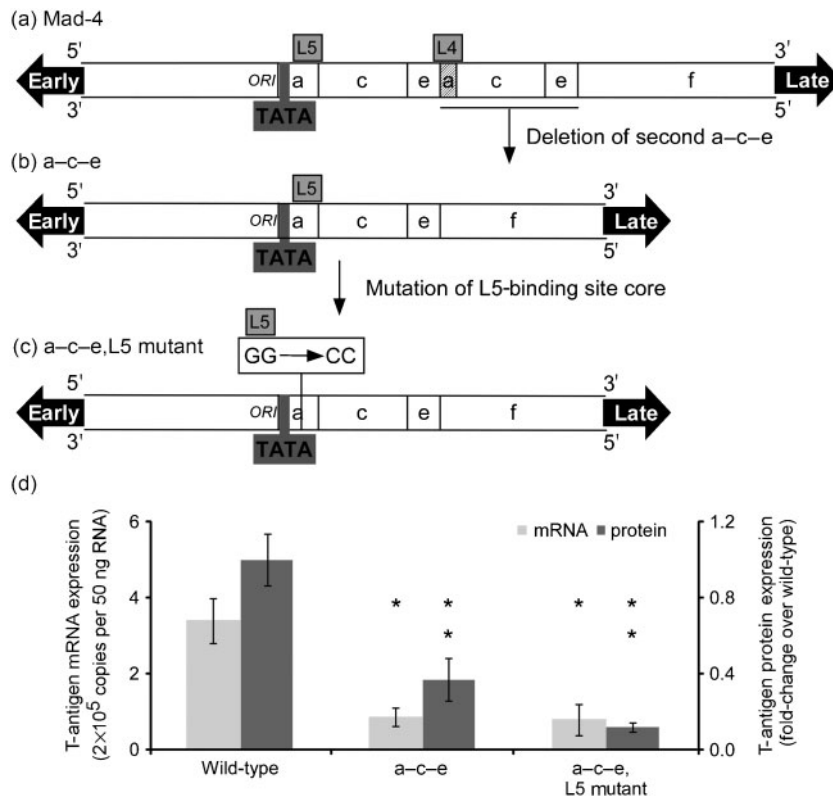 (a) Mad-4
5' L5 L4 3'
Early ORI a c e a c e f Late
3' TATA 5'
Deletion of second a–c–e
(b) a–c–e
5' L5 3'
Early ORI a c e f Late
3' TATA 5'
Mutation of L5-binding site core
L5
(c) a–c–e,L5 mutant GG CC
5' 3'
Early ORI a c e f Late
3' TATA 5'
(d)
T-antigen mRNA expression
(2×10⁵ copies per 50 ng RNA)
6
4
2
0
mRNA protein
* * * *
* *
1.2
0.8
0.4
0.0
T-antigen protein expression
(fold-change over wild-type)
Wild-type a–c–e a–c–e,
L5 mutant